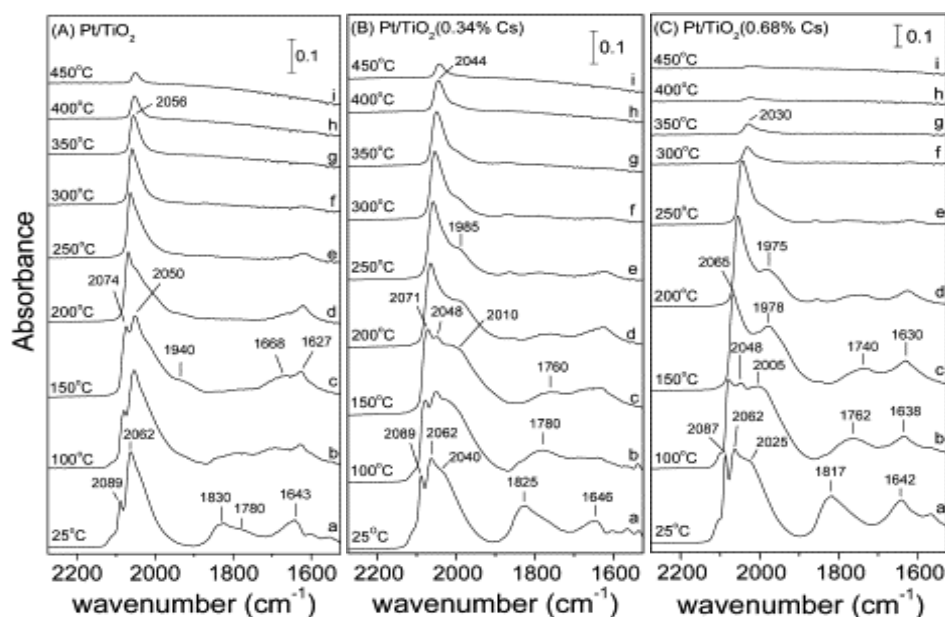 (A) Pt/TiO2
0.1
450°C
i
2056
400°C
h
350°C
g
300°C
f
250°C
e
2074
2050
200°C
d
1940
1668
1627
150°C
c
2062
100°C
b
2089
1830
1780
1643
25°C
a
2200 2000 1800 1600
wavenumber (cm-1)
Absorbance
(B) Pt/TiO2(0.34% Cs)
0.1
450°C
i
2044
400°C
h
350°C
g
300°C
f
1985
250°C
e
2071
2048
2010
200°C
d
1760
150°C
c
2089
2062
2040
1780
100°C
b
1825
1646
25°C
a
2200 2000 1800 1600
wavenumber (cm-1)
(C) Pt/TiO2(0.68% Cs)
0.1
450°C
i
400°C
h
2030
350°C
g
300°C
f
250°C
e
2065
1975
200°C
d
1978
1740
1630
2048
2005
150°C
c
2087
2062
2025
1762
1638
100°C
b
1817
1642
25°C
a
2200 2000 1800 1600
wavenumber (cm-1)